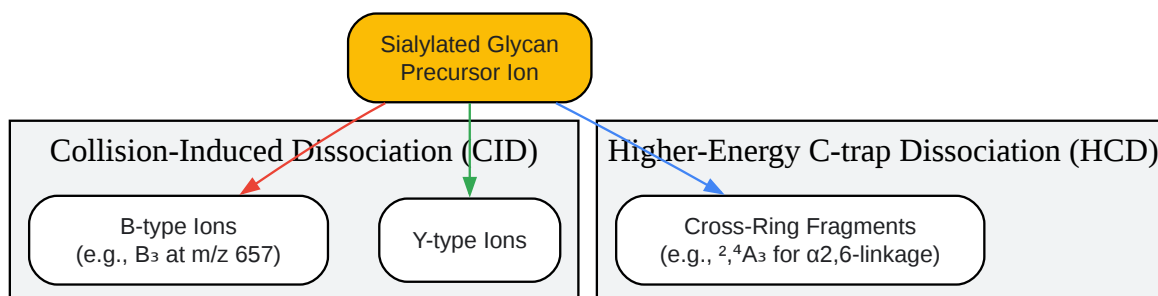 Sialylated Glycan
Precursor Ion
Collision-Induced Dissociation (CID)
Higher-Energy C-trap Dissociation (HCD)
B-type Ions
(e.g., B₃ at m/z 657)
Y-type Ions
Cross-Ring Fragments
(e.g., ²,⁴A₃ for α2,6-linkage)